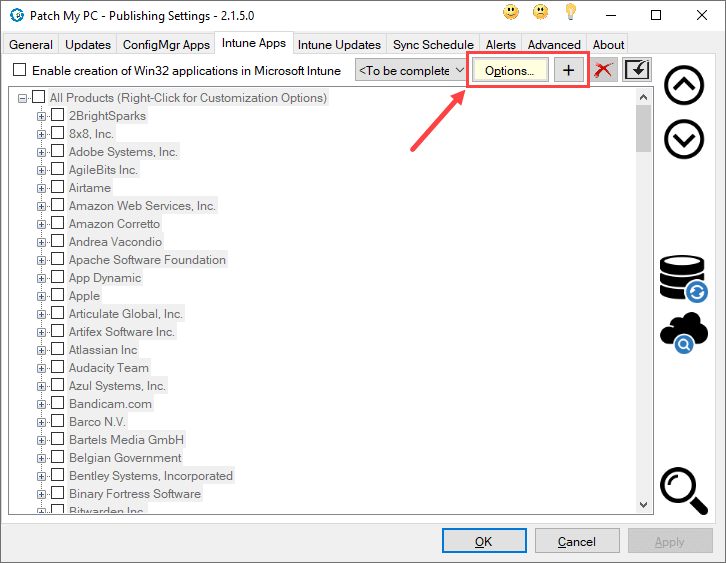 Patch My PC - Publishing Settings - 2.1.5.0
General Updates ConfigMgr Apps Intune Apps Intune Updates Sync Schedule Alerts Advanced About
Enable creation of Win32 applications in Microsoft Intune <To be complete Options... +
All Products (Right-Click for Customization Options)
2BrightSparks
8x8, Inc.
Adobe Systems, Inc.
AgileBits Inc.
Airtame
Amazon Web Services, Inc.
Amazon Corretto
Andrea Vacondio
Apache Software Foundation
App Dynamic
Apple
Articulate Global, Inc.
Artifex Software Inc.
Atlassian Inc
Audacity Team
Azul Systems, Inc.
Bandicam.com
Barco N.V.
Bartels Media GmbH
Belgian Government
Bentley Systems, Incorporated
Binary Fortress Software
Bitwarden Inc
OK Cancel Apply